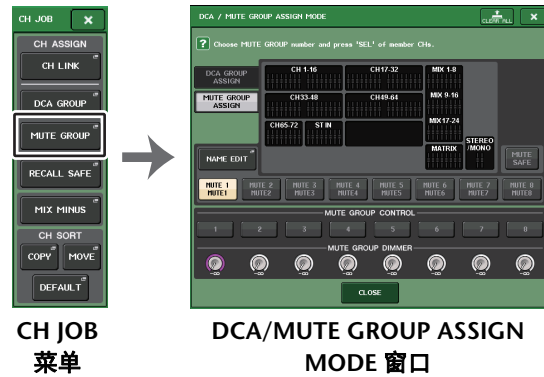 CH JOB
CH ASSIGN
CH LINK
DCA GROUP
MUTE GROUP
RECALL SAFE
MIX MINUS
CH SORT
COPY MOVE
DEFAULT
CH JOB
菜单
DCA / MUTE GROUP ASSIGN MODE
CLEAR ALL
? Choose MUTE GROUP number and press 'SEL' of member CHs.
DCA GROUP ASSIGN
MUTE GROUP ASSIGN
NAME EDIT
CH 1-16 CH17-32 MIX 1-8
CH33-48 CH49-64 MIX 9-16
CH65-72 ST IN MIX17-24
MATRIX STEREO /MONO
MUTE SAFE
MUTE 1 MUTE 2 MUTE 3 MUTE 4 MUTE 5 MUTE 6 MUTE 7 MUTE 8
MUTE1 MUTE2 MUTE3 MUTE4 MUTE5 MUTE6 MUTE7 MUTE8
MUTE GROUP CONTROL
1 2 3 4 5 6 7 8
MUTE GROUP DIMMER
-∞ -∞ -∞ -∞ -∞ -∞ -∞ -∞
CLOSE
DCA/MUTE GROUP ASSIGN
MODE 窗口